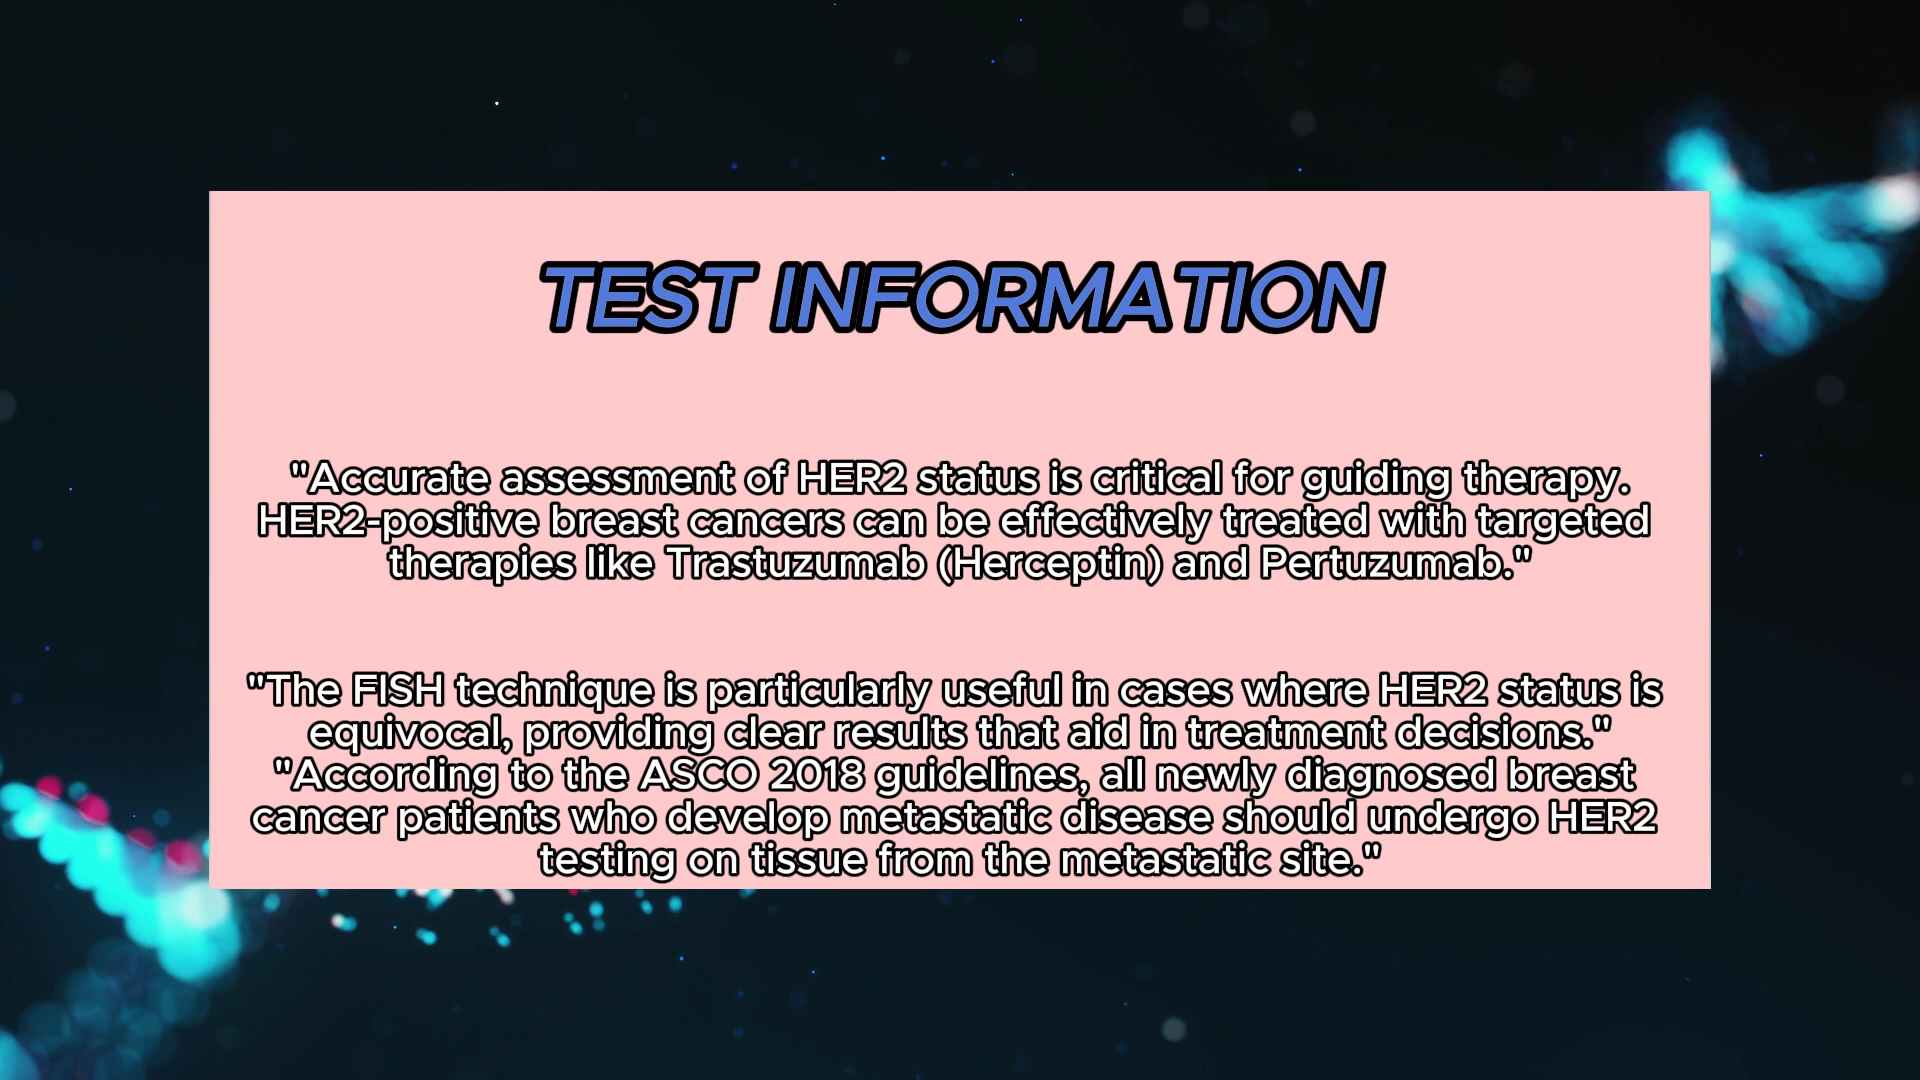 TEST INFORMATION
"Accurate assessment of HER2 status is critical for guiding therapy.
HER2-positive breast cancers can be effectively treated with targeted
therapies like Trastuzumab (Herceptin) and Pertuzumab."
"The FISH technique is particularly useful in cases where HER2 status is
equivocal, providing clear results that aid in treatment decisions."
"According to the ASCO 2018 guidelines, all newly diagnosed breast
cancer patients who develop metastatic disease should undergo HER2
testing on tissue from the metastatic site."